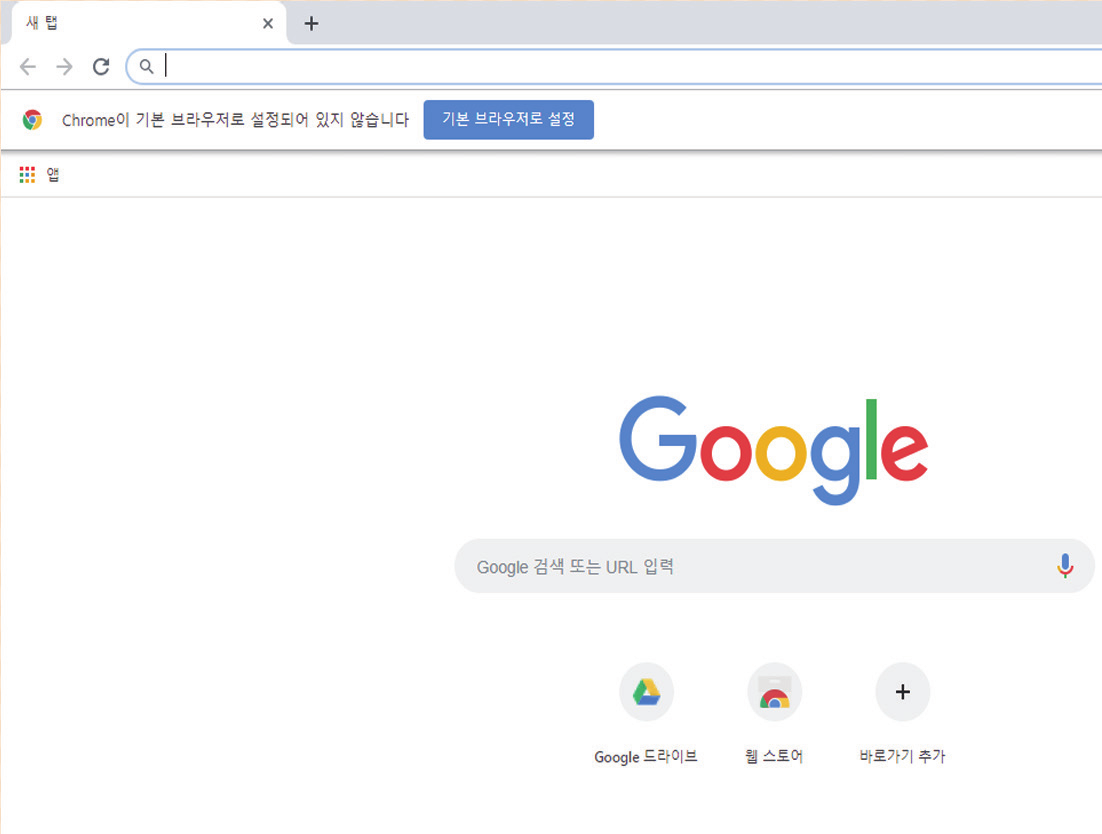 새 탭
Chrome이 기본 브라우저로 설정되어 있지 않습니다 기본 브라우저로 설정
앱
Google
Google 검색 또는 URL 입력
Google 드라이브 웹 스토어 바로가기 추가